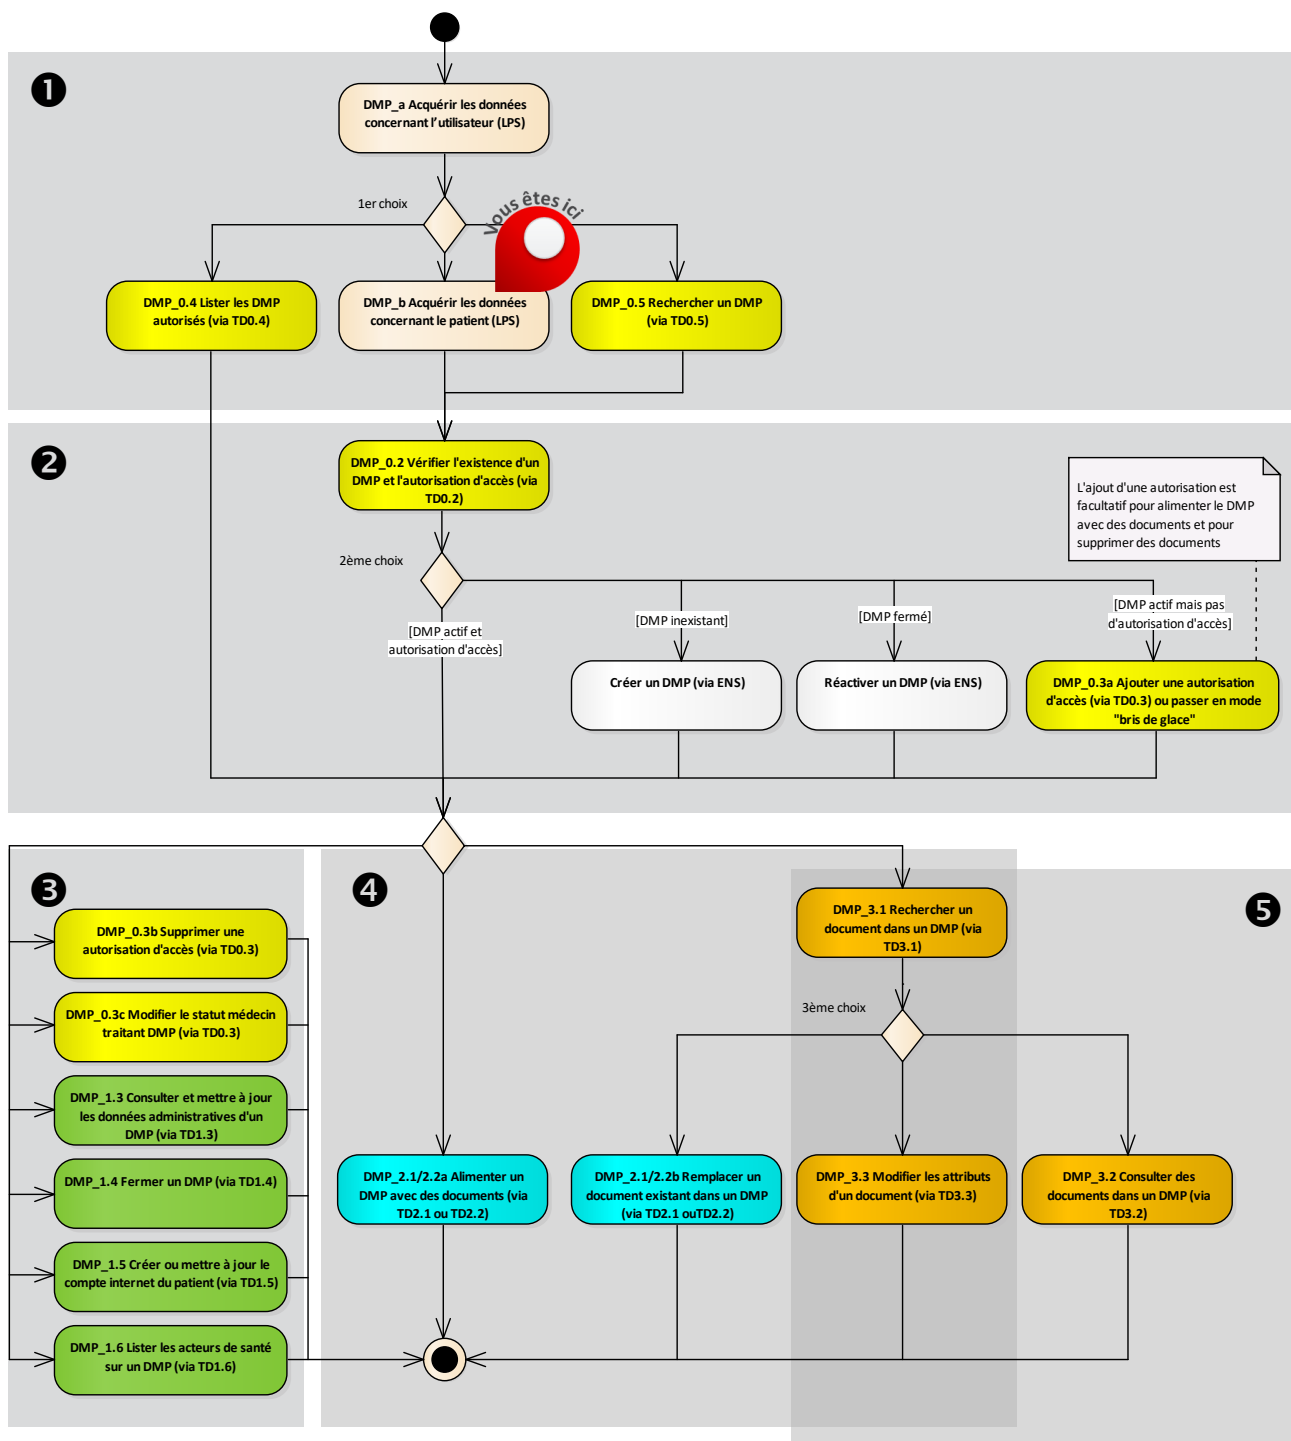 ❶
DMP_a Acquérir les données
concernant l'utilisateur (LPS)
1er choix
Vous êtes ici
DMP_0.4 Lister les DMP
autorisés (via TD0.4)
DMP_b Acquérir les données
concernant le patient (LPS)
DMP_0.5 Rechercher un DMP
(via TD0.5)
❷
DMP_0.2 Vérifier l'existence d'un
DMP et l'autorisation d'accès (via
TD0.2)
L'ajout d'une autorisation est
facultatif pour alimenter le DMP
avec des documents et pour
supprimer des documents
2ème choix
[DMP actif et
autorisation d'accès]
[DMP inexistant]
[DMP fermé]
[DMP actif mais pas
d'autorisation d'accès]
Créer un DMP (via ENS)
Réactiver un DMP (via ENS)
DMP_0.3a Ajouter une autorisation
d'accès (via TD0.3) ou passer en mode
"bris de glace"
❸
DMP_0.3b Supprimer une
autorisation d'accès (via TD0.3)
DMP_0.3c Modifier le statut médecin
traitant DMP (via TD0.3)
DMP_1.3 Consulter et mettre à jour
les données administratives d'un
DMP (via TD1.3)
DMP_1.4 Fermer un DMP (via TD1.4)
DMP_1.5 Créer ou mettre à jour le
compte internet du patient (via TD1.5)
DMP_1.6 Lister les acteurs de santé
sur un DMP (via TD1.6)
❹
❺
DMP_3.1 Rechercher un
document dans un DMP (via
TD3.1)
3ème choix
DMP_2.1/2.2a Alimenter un
DMP avec des documents (via
TD2.1 ou TD2.2)
DMP_2.1/2.2b Remplacer un
document existant dans un DMP
(via TD2.1 ouTD2.2)
DMP_3.3 Modifier les attributs
d'un document (via TD3.3)
DMP_3.2 Consulter des
documents dans un DMP (via
TD3.2)